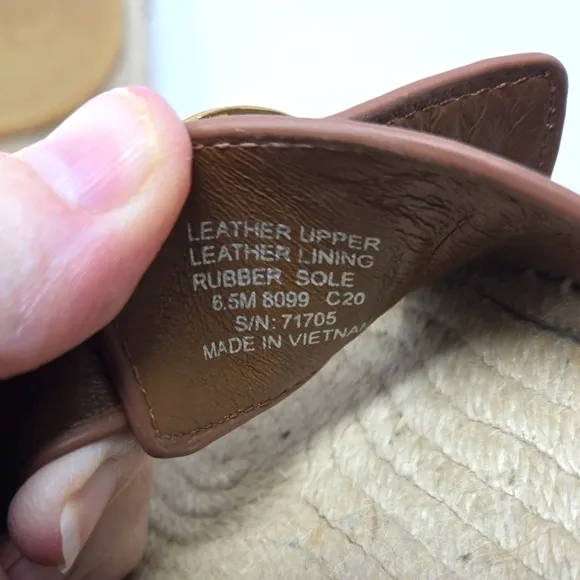 LEATHER UPPER
LEATHER LINING
RUBBER SOLE
6.5M 8099 C20
S/N: 71705
MADE IN VIETNAM